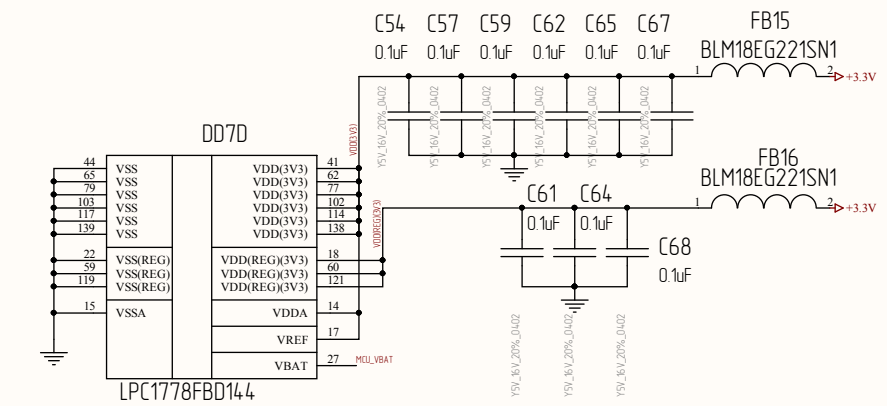 C54 C57 C59 C62 C65 C67 FB15
0.1uF 0.1uF 0.1uF 0.1uF 0.1uF 0.1uF BLM18EG221SN1
1 2 +3.3V
Y5V_16V_20%_0402 Y5V_16V_20%_0402 Y5V_16V_20%_0402 Y5V_16V_20%_0402 Y5V_16V_20%_0402 Y5V_16V_20%_0402
VDD(3V3)
DD7D
FB16
BLM18EG221SN1
1 2 +3.3V
C61 C64
0.1uF 0.1uF
C68
0.1uF
Y5V_16V_20%_0402 Y5V_16V_20%_0402 Y5V_16V_20%_0402
VDD(REG)(3V3)
44 VSS VDD(3V3) 41
65 VSS VDD(3V3) 62
79 VSS VDD(3V3) 77
103 VSS VDD(3V3) 102
117 VSS VDD(3V3) 114
139 VSS VDD(3V3) 138
22 VSS(REG) VDD(REG)(3V3) 18
59 VSS(REG) VDD(REG)(3V3) 60
119 VSS(REG) VDD(REG)(3V3) 121
15 VSSA VDDA 14
VREF 17
VBAT 27 MCU_VBAT
LPC1778FBD144